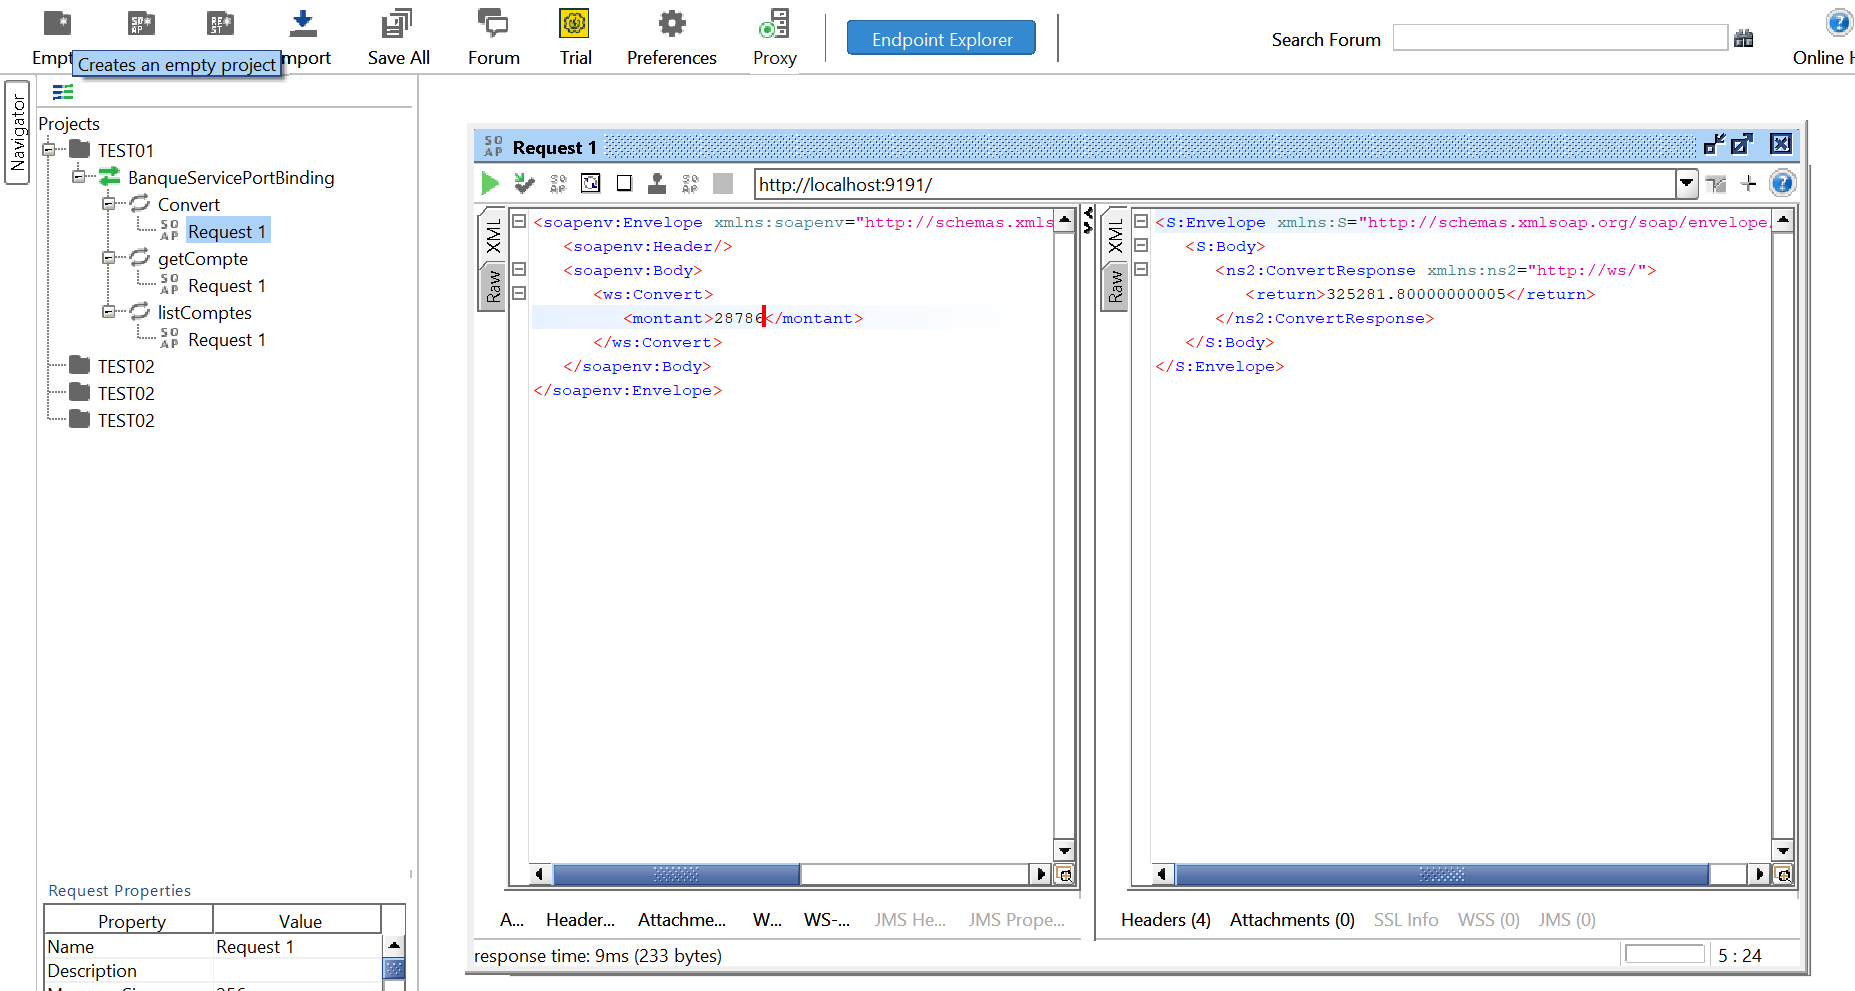 Empt
Creates an empty project
mport
Save All
Forum
Trial
Preferences
Proxy
Endpoint Explorer
Search Forum
Online H
Navigator
Projects
TEST01
BanqueServicePortBinding
Convert
Request 1
getCompte
Request 1
listComptes
Request 1
TEST02
TEST02
TEST02
Request Properties
Property Value
Name Request 1
Description
SOAP Request 1
http://localhost:9191/
XML
Raw
<soapenv:Envelope xmlns:soapenv="http://schemas.xmls
<soapenv:Header/>
<soapenv:Body>
<ws:Convert>
<montant>28786</montant>
</ws:Convert>
</soapenv:Body>
</soapenv:Envelope>
XML
Raw
<S:Envelope xmlns:S="http://schemas.xmlsoap.org/soap/envelope/
<S:Body>
<ns2:ConvertResponse xmlns:ns2="http://ws/">
<return>325281.80000000005</return>
</ns2:ConvertResponse>
</S:Body>
</S:Envelope>
A... Header... Attachme... W... WS-... JMS He... JMS Prope...
Headers (4) Attachments (0) SSL Info WSS (0) JMS (0)
response time: 9ms (233 bytes)
5 : 24